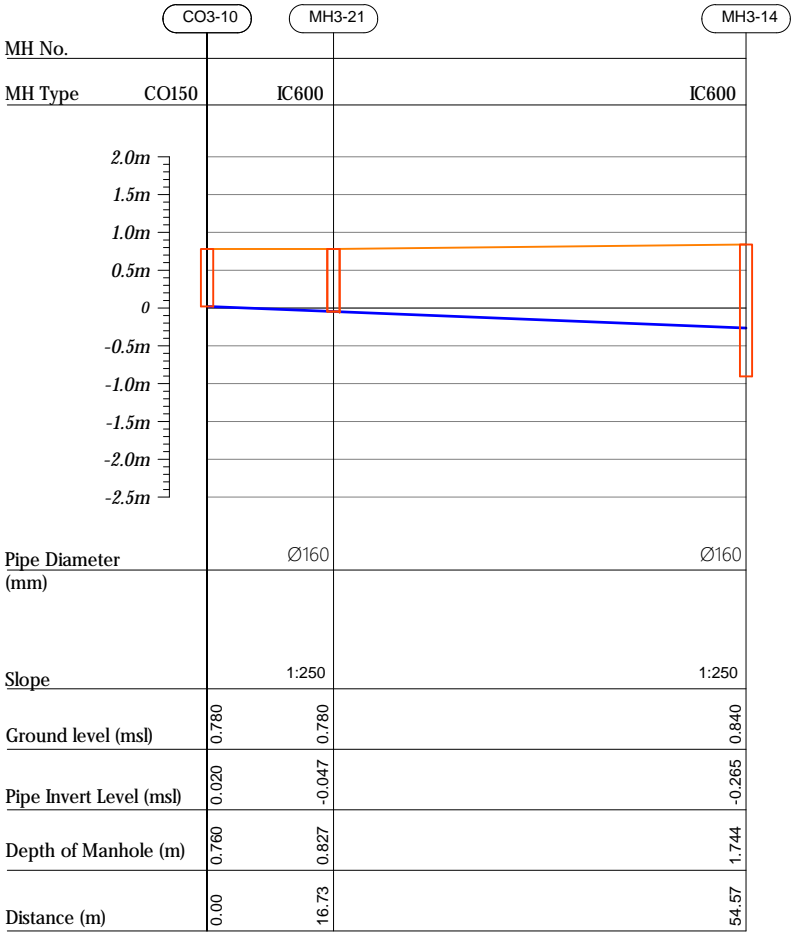 CO3-10 MH3-21 MH3-14
MH No.
MH Type CO150 IC600 IC600
2.0m
1.5m
1.0m
0.5m
0
-0.5m
-1.0m
-1.5m
-2.0m
-2.5m
Pipe Diameter Ø160 Ø160
(mm)
Slope 1:250 1:250
Ground level (msl) 0.780 0.780 0.840
Pipe Invert Level (msl) 0.020 -0.047 -0.265
Depth of Manhole (m) 0.760 0.827 1.744
Distance (m) 0.00 16.73 54.57